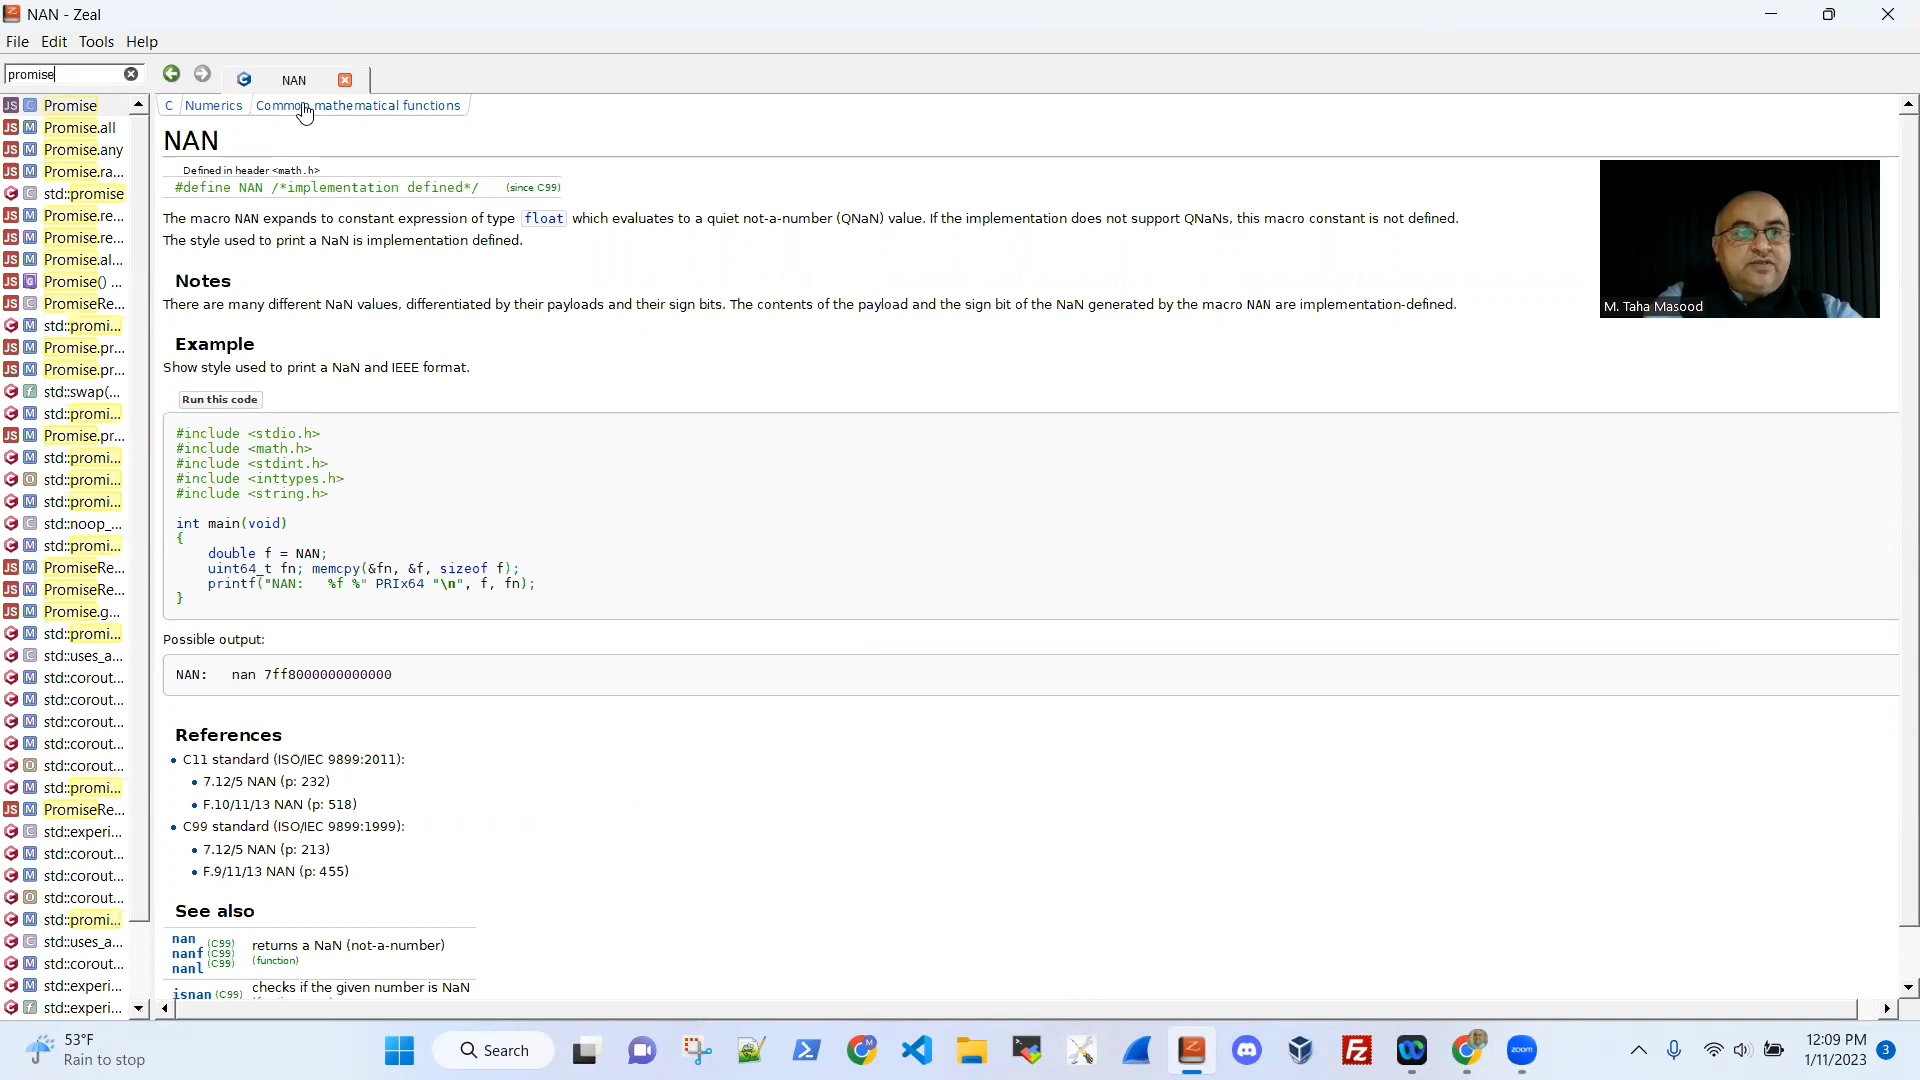 NAN - Zeal
File Edit Tools Help
promise
NAN
C Numerics Common mathematical functions
Promise
Promise.all
Promise.any
Promise.ra...
std::promise
Promise.re...
Promise.re...
Promise.al...
Promise() ...
PromiseRe...
std::promi...
Promise.pr...
Promise.pr...
std::swap(...
std::promi...
Promise.pr...
std::promi...
std::promi...
std::promi...
std::noop_...
std::promi...
PromiseRe...
PromiseRe...
Promise.g...
std::promi...
std::uses_a...
std::corout...
std::corout...
std::corout...
std::corout...
std::corout...
std::promi...
PromiseRe...
std::experi...
std::corout...
std::corout...
std::corout...
std::promi...
std::uses_a...
std::corout...
std::experi...
std::experi...
NAN
Defined in header <math.h>
#define NAN /*implementation defined*/ (since C99)
The macro NAN expands to constant expression of type float which evaluates to a quiet not-a-number (QNaN) value. If the implementation does not support QNaNs, this macro constant is not defined.
The style used to print a NaN is implementation defined.
Notes
There are many different NaN values, differentiated by their payloads and their sign bits. The contents of the payload and the sign bit of the NaN generated by the macro NAN are implementation-defined.
M. Taha Masood
Example
Show style used to print a NaN and IEEE format.
Run this code
#include <stdio.h>
#include <math.h>
#include <stdint.h>
#include <inttypes.h>
#include <string.h>
int main(void)
{
double f = NAN;
uint64_t fn; memcpy(&fn, &f, sizeof f);
printf("NAN:   %f %" PRIx64 "\n", f, fn);
}
Possible output:
NAN:   nan 7ff8000000000000
References
C11 standard (ISO/IEC 9899:2011):
7.12/5 NAN (p: 232)
F.10/11/13 NAN (p: 518)
C99 standard (ISO/IEC 9899:1999):
7.12/5 NAN (p: 213)
F.9/11/13 NAN (p: 455)
See also
nan (C99)
nanf (C99)
nanl (C99)
returns a NaN (not-a-number)
(function)
isnan (C99) checks if the given number is NaN
53°F
Rain to stop
Search
zoom
12:09 PM
1/11/2023
3